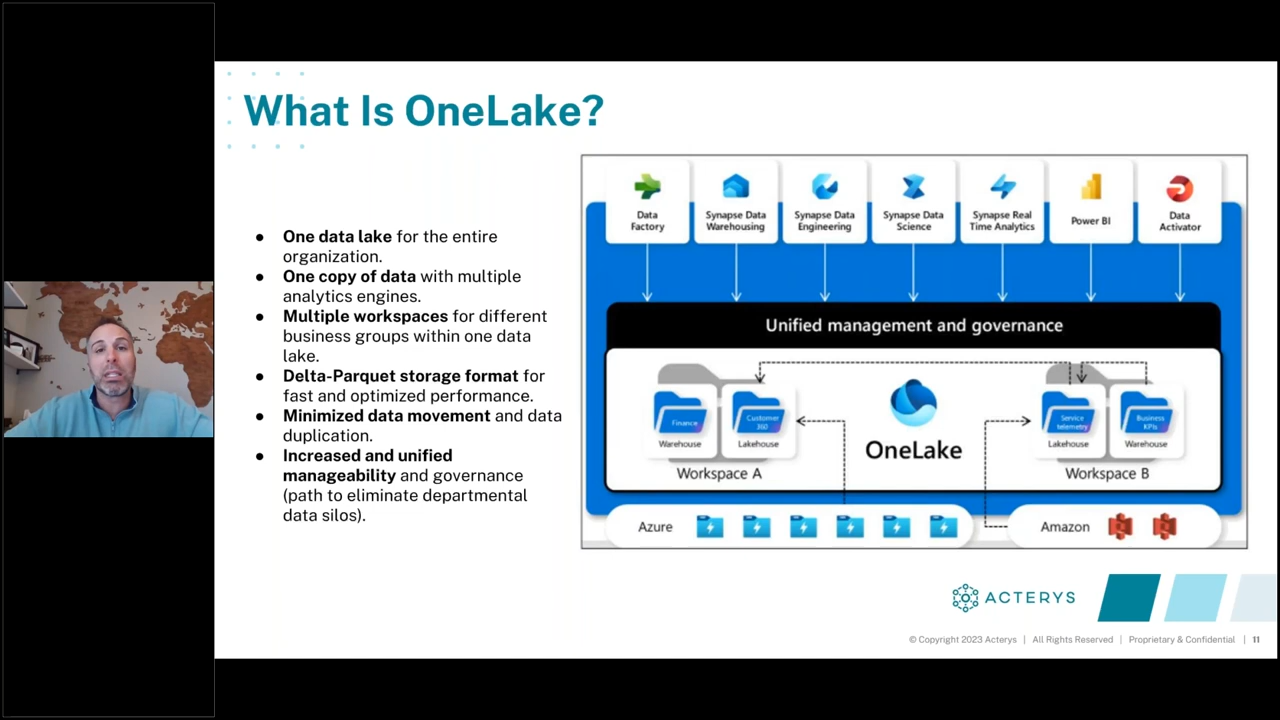 What Is OneLake?
● One data lake for the entire
organization.
● One copy of data with multiple
analytics engines.
● Multiple workspaces for different
business groups within one data
lake.
● Delta-Parquet storage format for
fast and optimized performance.
● Minimized data movement and data
duplication.
● Increased and unified
manageability and governance
(path to eliminate departmental
data silos).
Data
Factory
Synapse Data
Warehousing
Synapse Data
Engineering
Synapse Data
Science
Synapse Real
Time Analytics
Power BI
Data
Activator
Unified management and governance
Finance
Warehouse
Customer
360
Lakehouse
Workspace A
OneLake
Service
telemetry
Lakehouse
Business
KPIs
Warehouse
Workspace B
Azure
Amazon
ACTERYS
© Copyright 2023 Acterys | All Rights Reserved | Proprietary & Confidential | 11